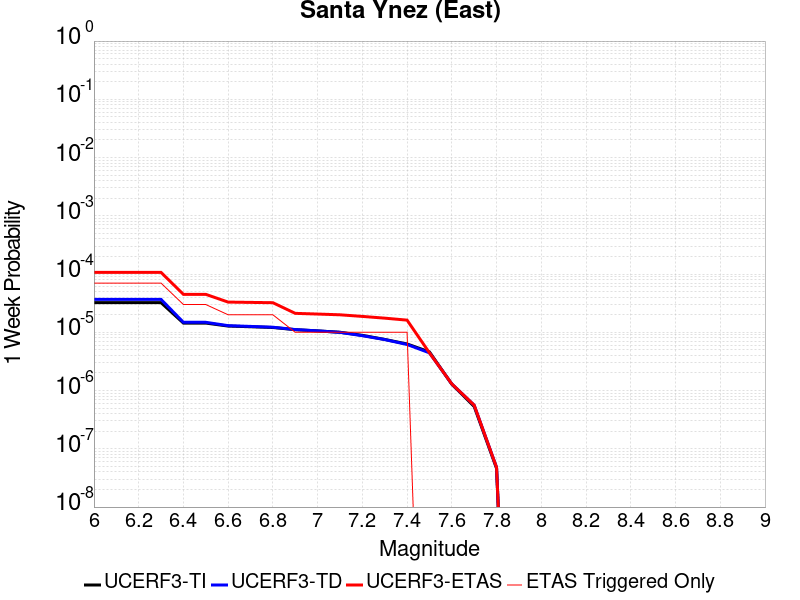 Santa Ynez (East)
10^0
10^-1
10^-2
10^-3
10^-4
10^-5
10^-6
10^-7
10^-8
1 Week Probability
6 6.2 6.4 6.6 6.8 7 7.2 7.4 7.6 7.8 8 8.2 8.4 8.6 8.8 9
Magnitude
UCERF3-TI UCERF3-TD UCERF3-ETAS ETAS Triggered Only